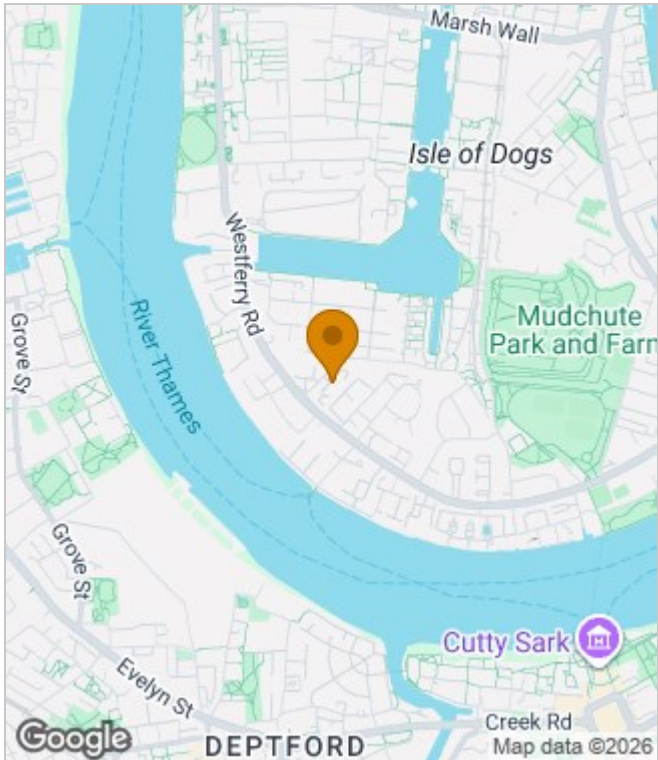 Marsh Wall
Isle of Dogs
Westferry Rd
Mudchute
Park and Farm
River Thames
Grove St
Grove St
Cutty Sark
Evelyn St
Creek Rd
DEPTFORD
Google
Map data ©2026